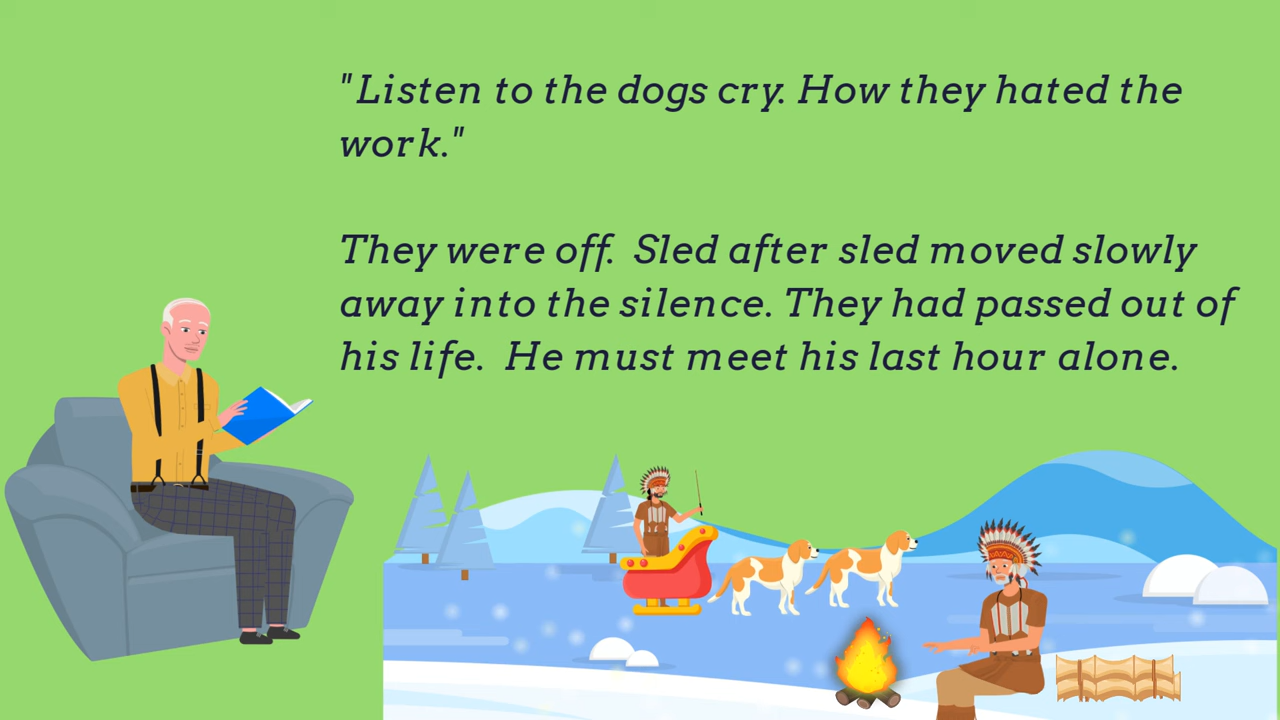 "Listen to the dogs cry. How they hated the
work."
They were off.  Sled after sled moved slowly
away into the silence. They had passed out of
his life.  He must meet his last hour alone.